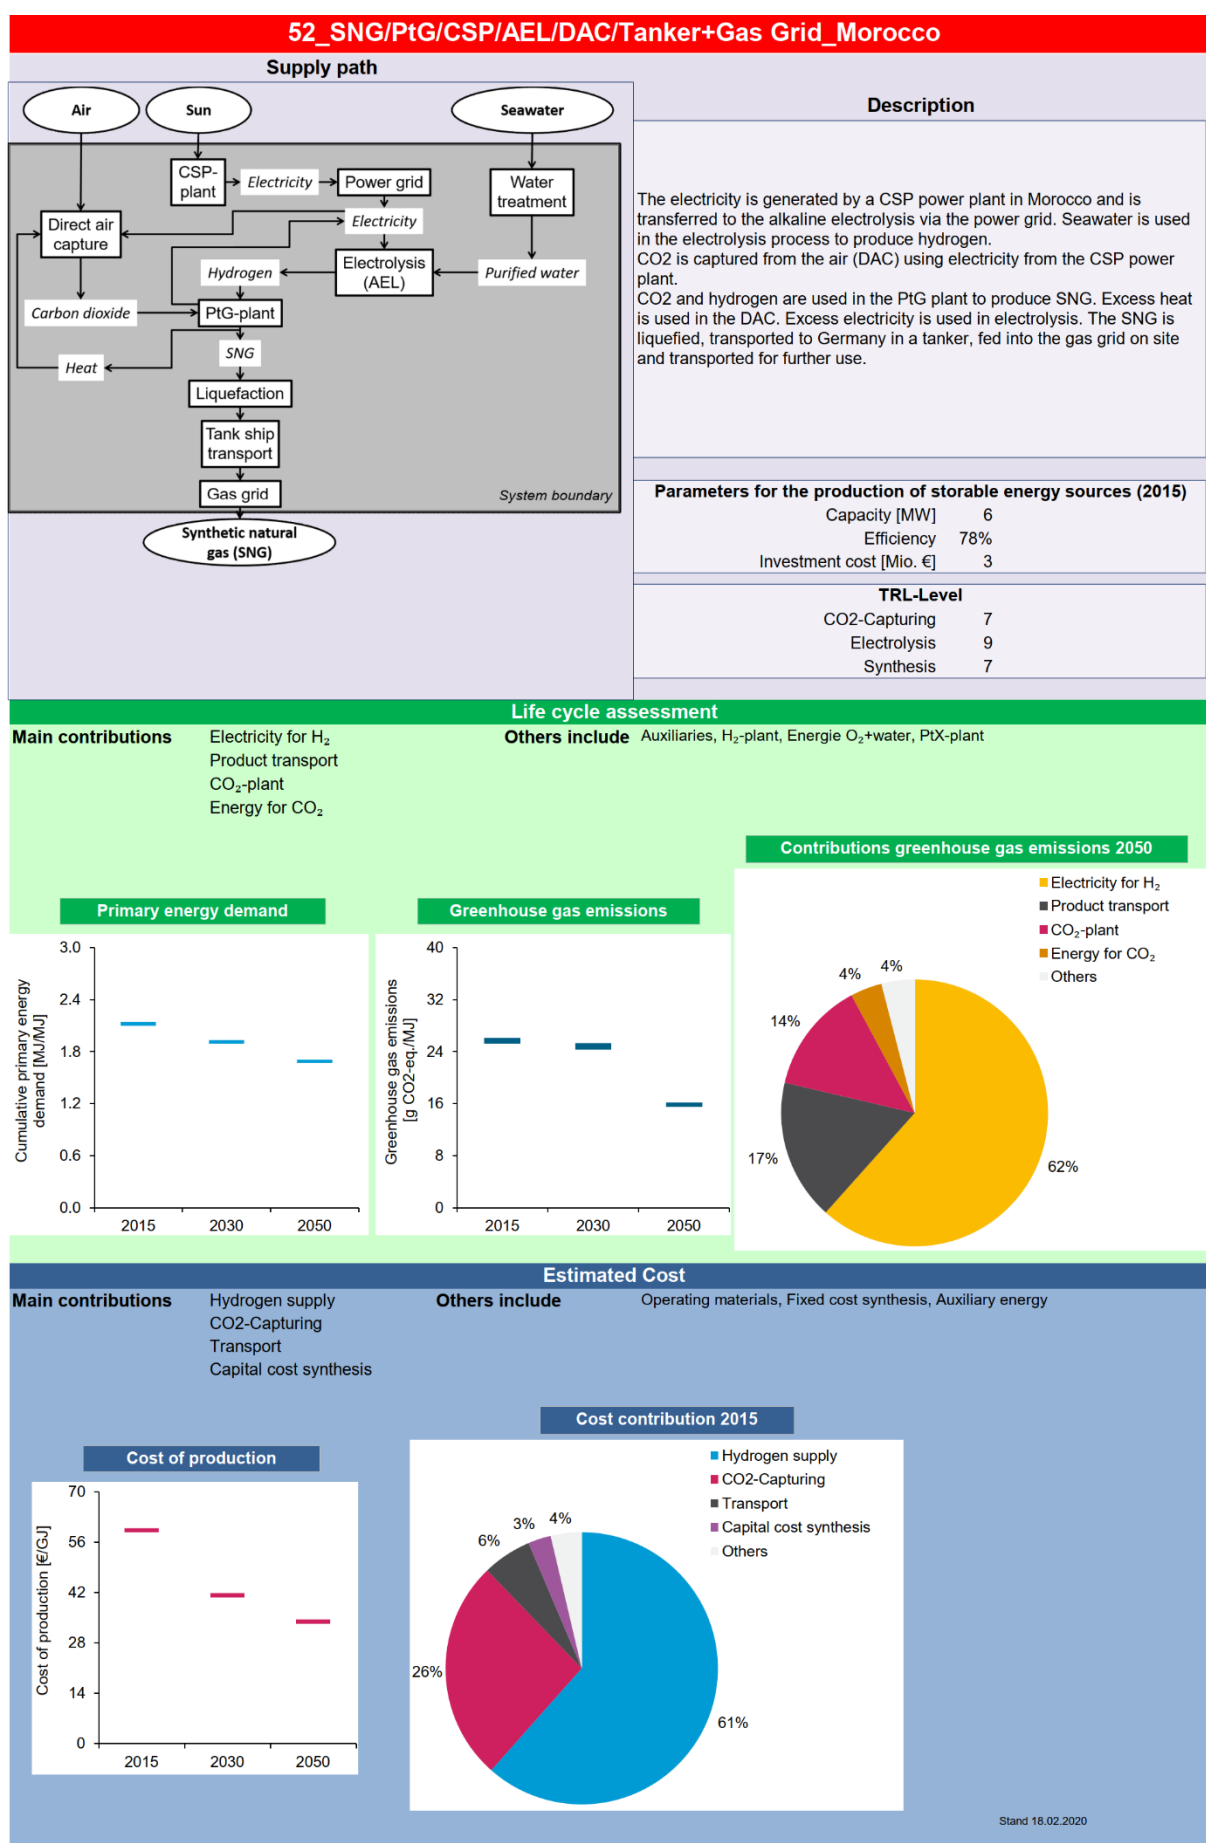 52_SNG/PtG/CSP/AEL/DAC/Tanker+Gas Grid_Morocco
Supply path
Air
Sun
Seawater
CSP-
plant
Electricity
Power grid
Water
treatment
Direct air
capture
Electricity
Hydrogen
Electrolysis
(AEL)
Purified water
Carbon dioxide
PtG-plant
SNG
Heat
Liquefaction
Tank ship
transport
Gas grid
System boundary
Synthetic natural
gas (SNG)
Description
The electricity is generated by a CSP power plant in Morocco and is
transferred to the alkaline electrolysis via the power grid. Seawater is used
in the electrolysis process to produce hydrogen.
CO2 is captured from the air (DAC) using electricity from the CSP power
plant.
CO2 and hydrogen are used in the PtG plant to produce SNG. Excess heat
is used in the DAC. Excess electricity is used in electrolysis. The SNG is
liquefied, transported to Germany in a tanker, fed into the gas grid on site
and transported for further use.
Parameters for the production of storable energy sources (2015)
Capacity [MW] 6
Efficiency 78%
Investment cost [Mio. €] 3
TRL-Level
CO2-Capturing 7
Electrolysis 9
Synthesis 7
Life cycle assessment
Main contributions
Electricity for H₂
Product transport
CO₂-plant
Energy for CO₂
Others include Auxiliaries, H₂-plant, Energie O₂+water, PtX-plant
Primary energy demand
Cumulative primary energy
demand [MJ/MJ]
3.0
2.4
1.8
1.2
0.6
0.0
2015 2030 2050
Greenhouse gas emissions
Greenhouse gas emissions
[g CO2-eq./MJ]
40
32
24
16
8
0
2015 2030 2050
Contributions greenhouse gas emissions 2050
Electricity for H₂
Product transport
CO₂-plant
Energy for CO₂
Others
4%
4%
14%
17%
62%
Estimated Cost
Main contributions
Hydrogen supply
CO2-Capturing
Transport
Capital cost synthesis
Others include Operating materials, Fixed cost synthesis, Auxiliary energy
Cost of production
Cost of production [€/GJ]
70
56
42
28
14
0
2015 2030 2050
Cost contribution 2015
Hydrogen supply
CO2-Capturing
Transport
Capital cost synthesis
Others
4%
3%
6%
26%
61%
Stand 18.02.2020